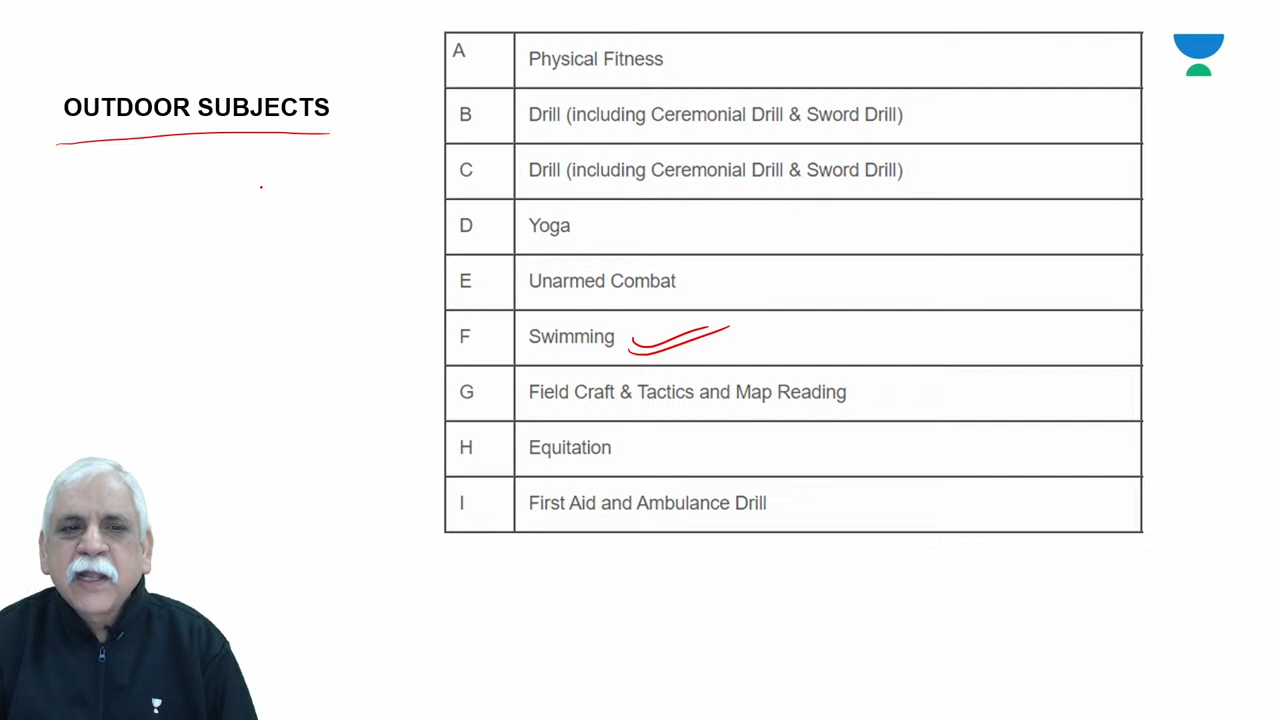 OUTDOOR SUBJECTS
A Physical Fitness
B Drill (including Ceremonial Drill & Sword Drill)
C Drill (including Ceremonial Drill & Sword Drill)
D Yoga
E Unarmed Combat
F Swimming
G Field Craft & Tactics and Map Reading
H Equitation
I First Aid and Ambulance Drill